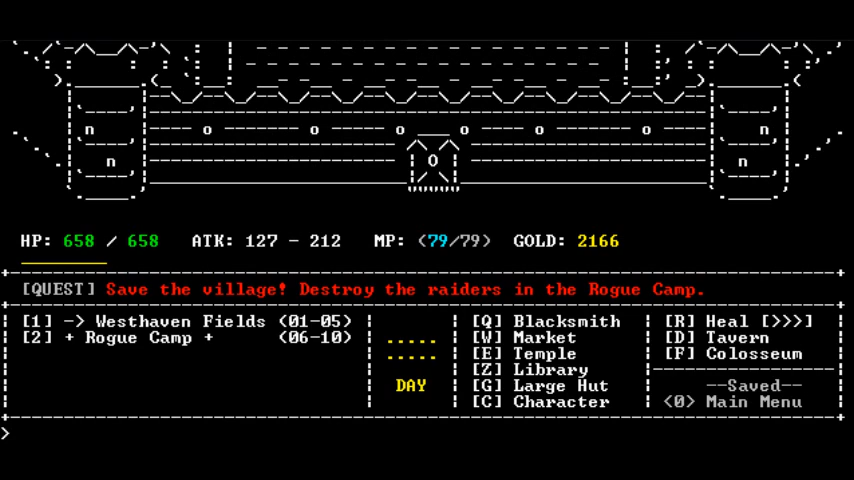 HP: 658 / 658 ATK: 127 - 212 MP: (79/79) GOLD: 2166
[QUEST] Save the village! Destroy the raiders in the Rogue Camp.
[1] -> Westhaven Fields (01-05)
[2] + Rogue Camp + (06-10)
DAY
[Q] Blacksmith
[W] Market
[E] Temple
[Z] Library
[G] Large Hut
[C] Character
[R] Heal [>>>]
[D] Tavern
[F] Colosseum
--Saved--
<0> Main Menu
>